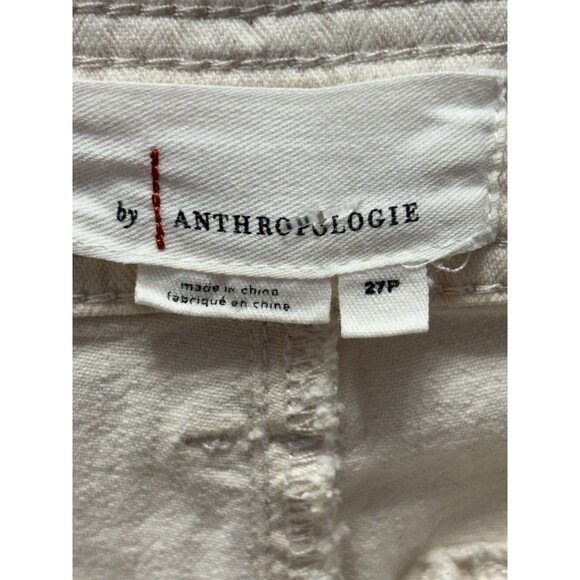 by ANTHROPOLOGIE
made in china
fabriqué en chine
27P